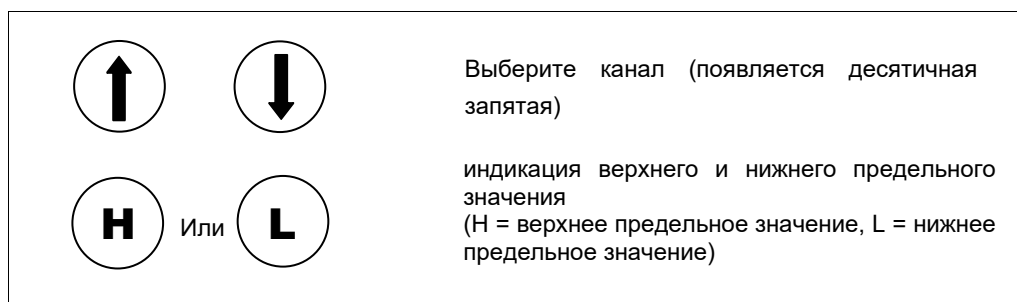 Выберите канал (появляется десятичная
запятая)
H Или L
индикация верхнего и нижнего предельного
значения
(H = верхнее предельное значение, L = нижнее
предельное значение)